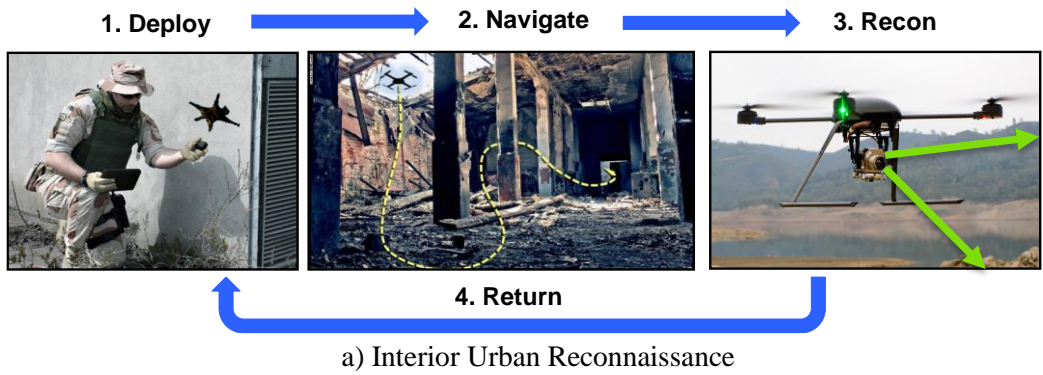 1. Deploy
2. Navigate
3. Recon
4. Return
a) Interior Urban Reconnaissance